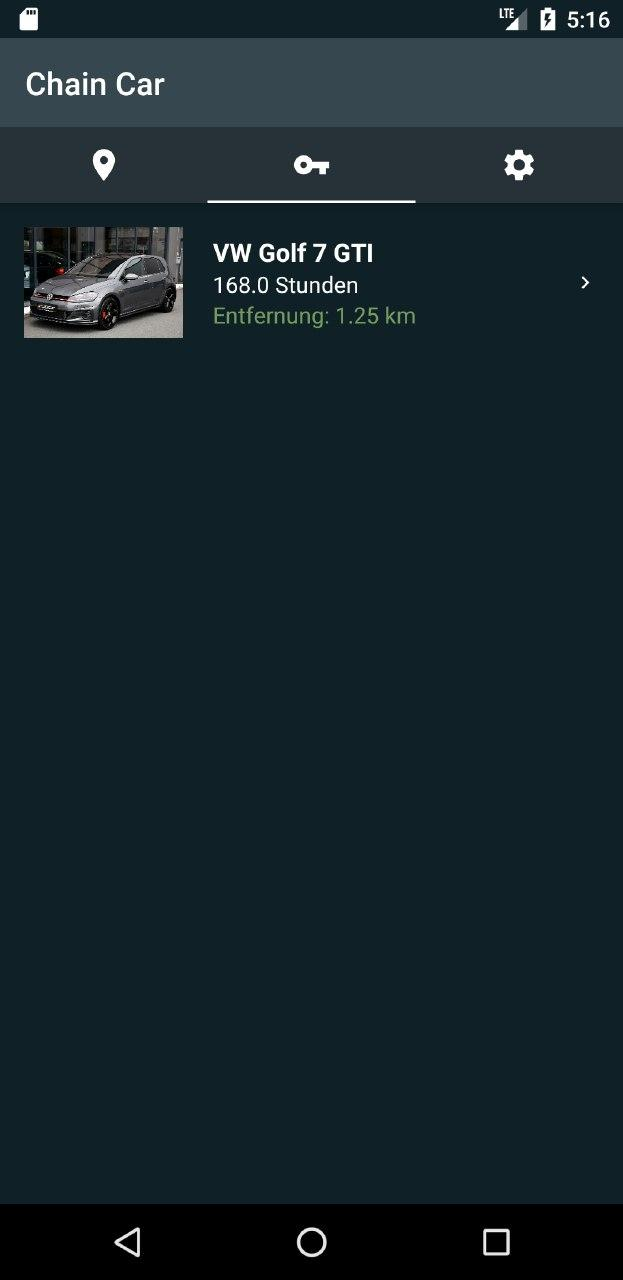 LTE 5:16
Chain Car
VW Golf 7 GTI
168.0 Stunden
Entfernung: 1.25 km